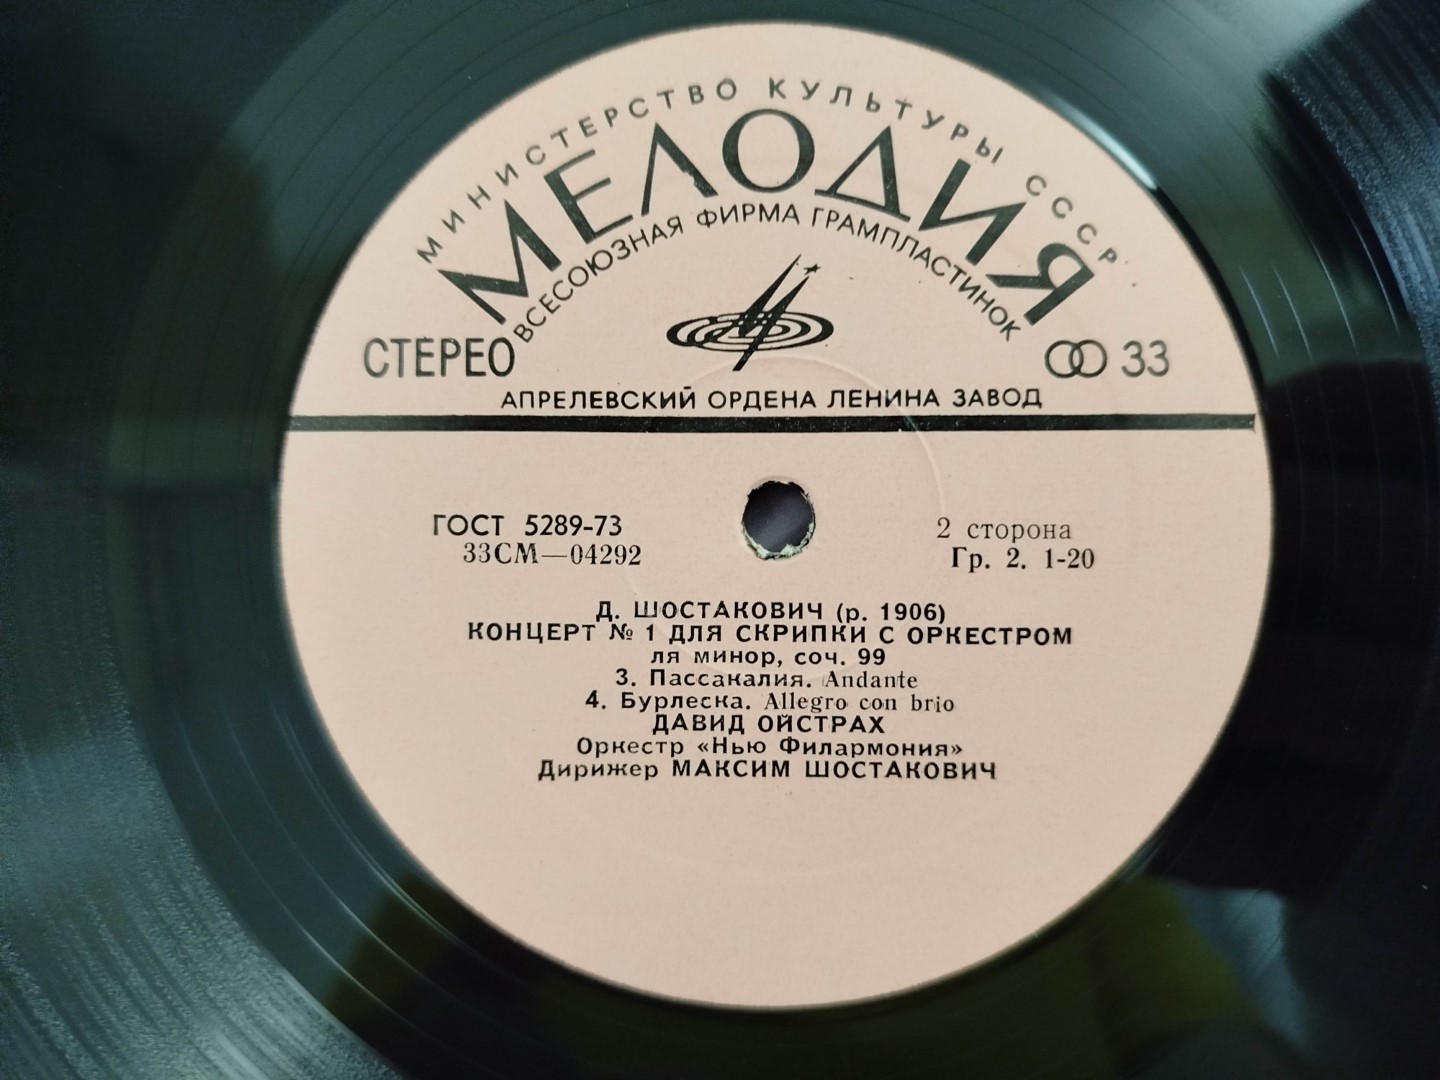 МИНИСТЕРСТВО КУЛЬТУРЫ СССР
МЕЛОДИЯ
ВСЕСОЮЗНАЯ ФИРМА ГРАМПЛАСТИНОК
СТЕРЕО
33
АПРЕЛЕВСКИЙ ОРДЕНА ЛЕНИНА ЗАВОД
ГОСТ 5289-73
2 сторона
33СМ—04292
Гр. 2. 1-20
Д. ШОСТАКОВИЧ (р. 1906)
КОНЦЕРТ № 1 ДЛЯ СКРИПКИ С ОРКЕСТРОМ
ля минор, соч. 99
3. Пассакалия. Andante
4. Бурлеска. Allegro con brio
ДАВИД ОЙСТРАХ
Оркестр «Нью Филармония»
Дирижер МАКСИМ ШОСТАКОВИЧ